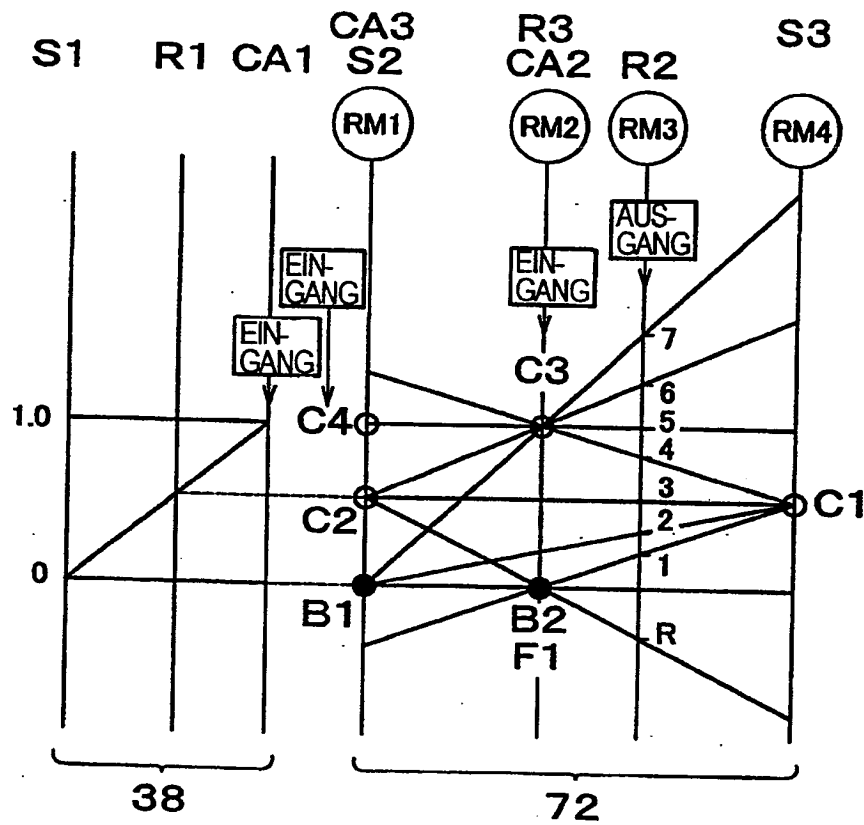 CA3 R3 S3
S1 R1 CA1 S2 CA2 R2
RM1 RM2 RM3 RM4
AUS-
GANG
EIN-
GANG
EIN-
GANG
EIN-
GANG
7
C3
6
1.0 C4 5
4
3
C2 C1
2
0
1
B1 B2 R
F1
38 72